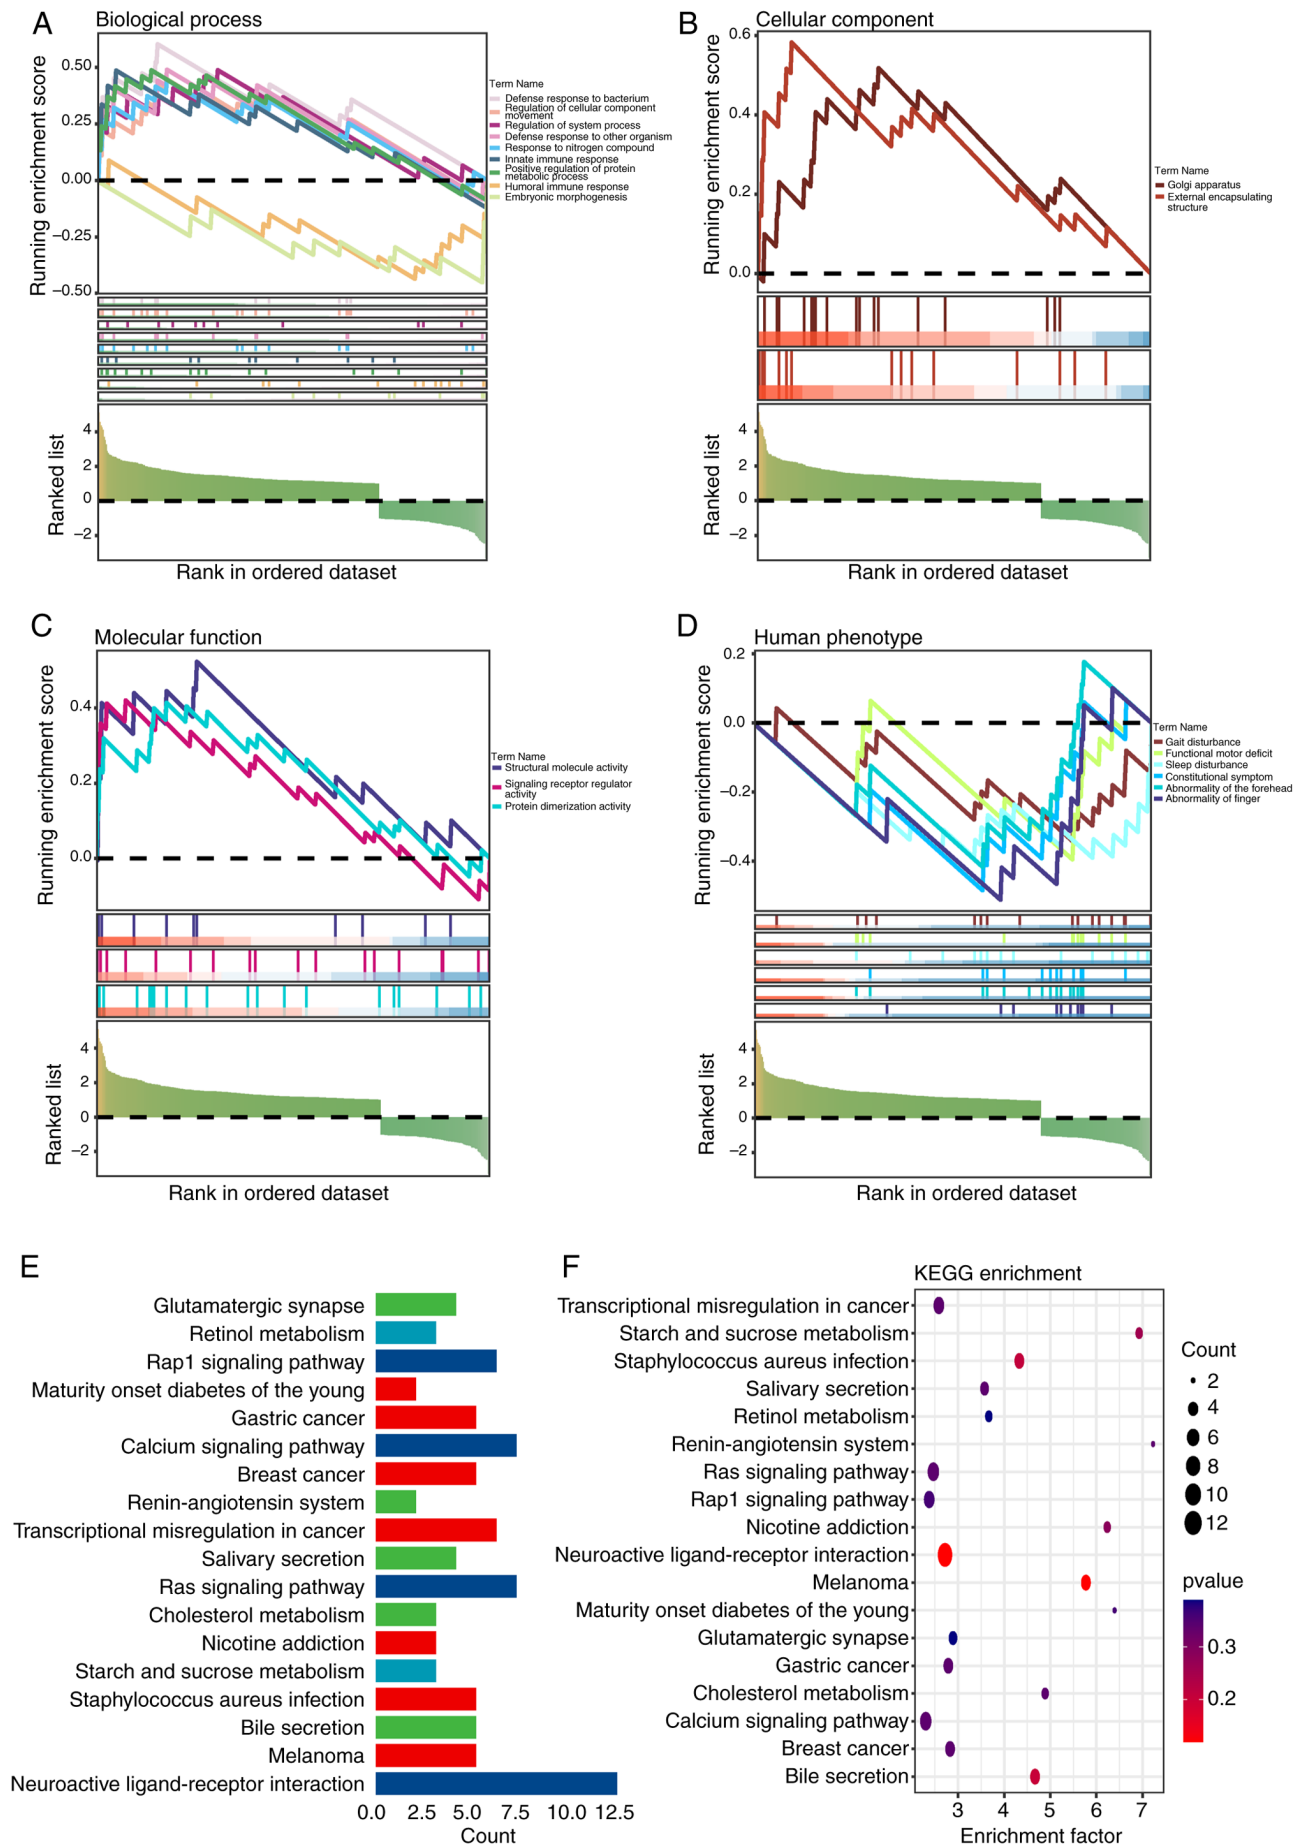 A
Biological process
Running enrichment score
0.50
0.25
0.00
−0.25
−0.50
Term Name
Defense response to bacterium
Regulation of cellular component
movement
Regulation of system process
Defense response to other organism
Response to nitrogen compound
Innate immune response
Positive regulation of protein
metabolic process
Humoral immune response
Embryonic morphogenesis
Ranked list
4
2
0
−2
Rank in ordered dataset
B
Cellular component
Running enrichment score
0.6
0.4
0.2
0.0
Term Name
Golgi apparatus
External encapsulating
structure
Ranked list
4
2
0
−2
Rank in ordered dataset
C
Molecular function
Running enrichment score
0.4
0.2
0.0
Term Name
Structural molecule activity
Signaling receptor regulator
activity
Protein dimerization activity
Ranked list
4
2
0
−2
Rank in ordered dataset
D
Human phenotype
Running enrichment score
0.2
0.0
−0.2
−0.4
Term Name
Gait disturbance
Functional motor deficit
Sleep disturbance
Constitutional symptom
Abnormality of the forehead
Abnormality of finger
Ranked list
4
2
0
−2
Rank in ordered dataset
E
Glutamatergic synapse
Retinol metabolism
Rap1 signaling pathway
Maturity onset diabetes of the young
Gastric cancer
Calcium signaling pathway
Breast cancer
Renin-angiotensin system
Transcriptional misregulation in cancer
Salivary secretion
Ras signaling pathway
Cholesterol metabolism
Nicotine addiction
Starch and sucrose metabolism
Staphylococcus aureus infection
Bile secretion
Melanoma
Neuroactive ligand-receptor interaction
0.0 2.5 5.0 7.5 10.0 12.5
Count
F
KEGG enrichment
Transcriptional misregulation in cancer
Starch and sucrose metabolism
Staphylococcus aureus infection
Salivary secretion
Retinol metabolism
Renin-angiotensin system
Ras signaling pathway
Rap1 signaling pathway
Nicotine addiction
Neuroactive ligand-receptor interaction
Melanoma
Maturity onset diabetes of the young
Glutamatergic synapse
Gastric cancer
Cholesterol metabolism
Calcium signaling pathway
Breast cancer
Bile secretion
3 4 5 6 7
Enrichment factor
Count
2
4
6
8
10
12
pvalue
0.3
0.2